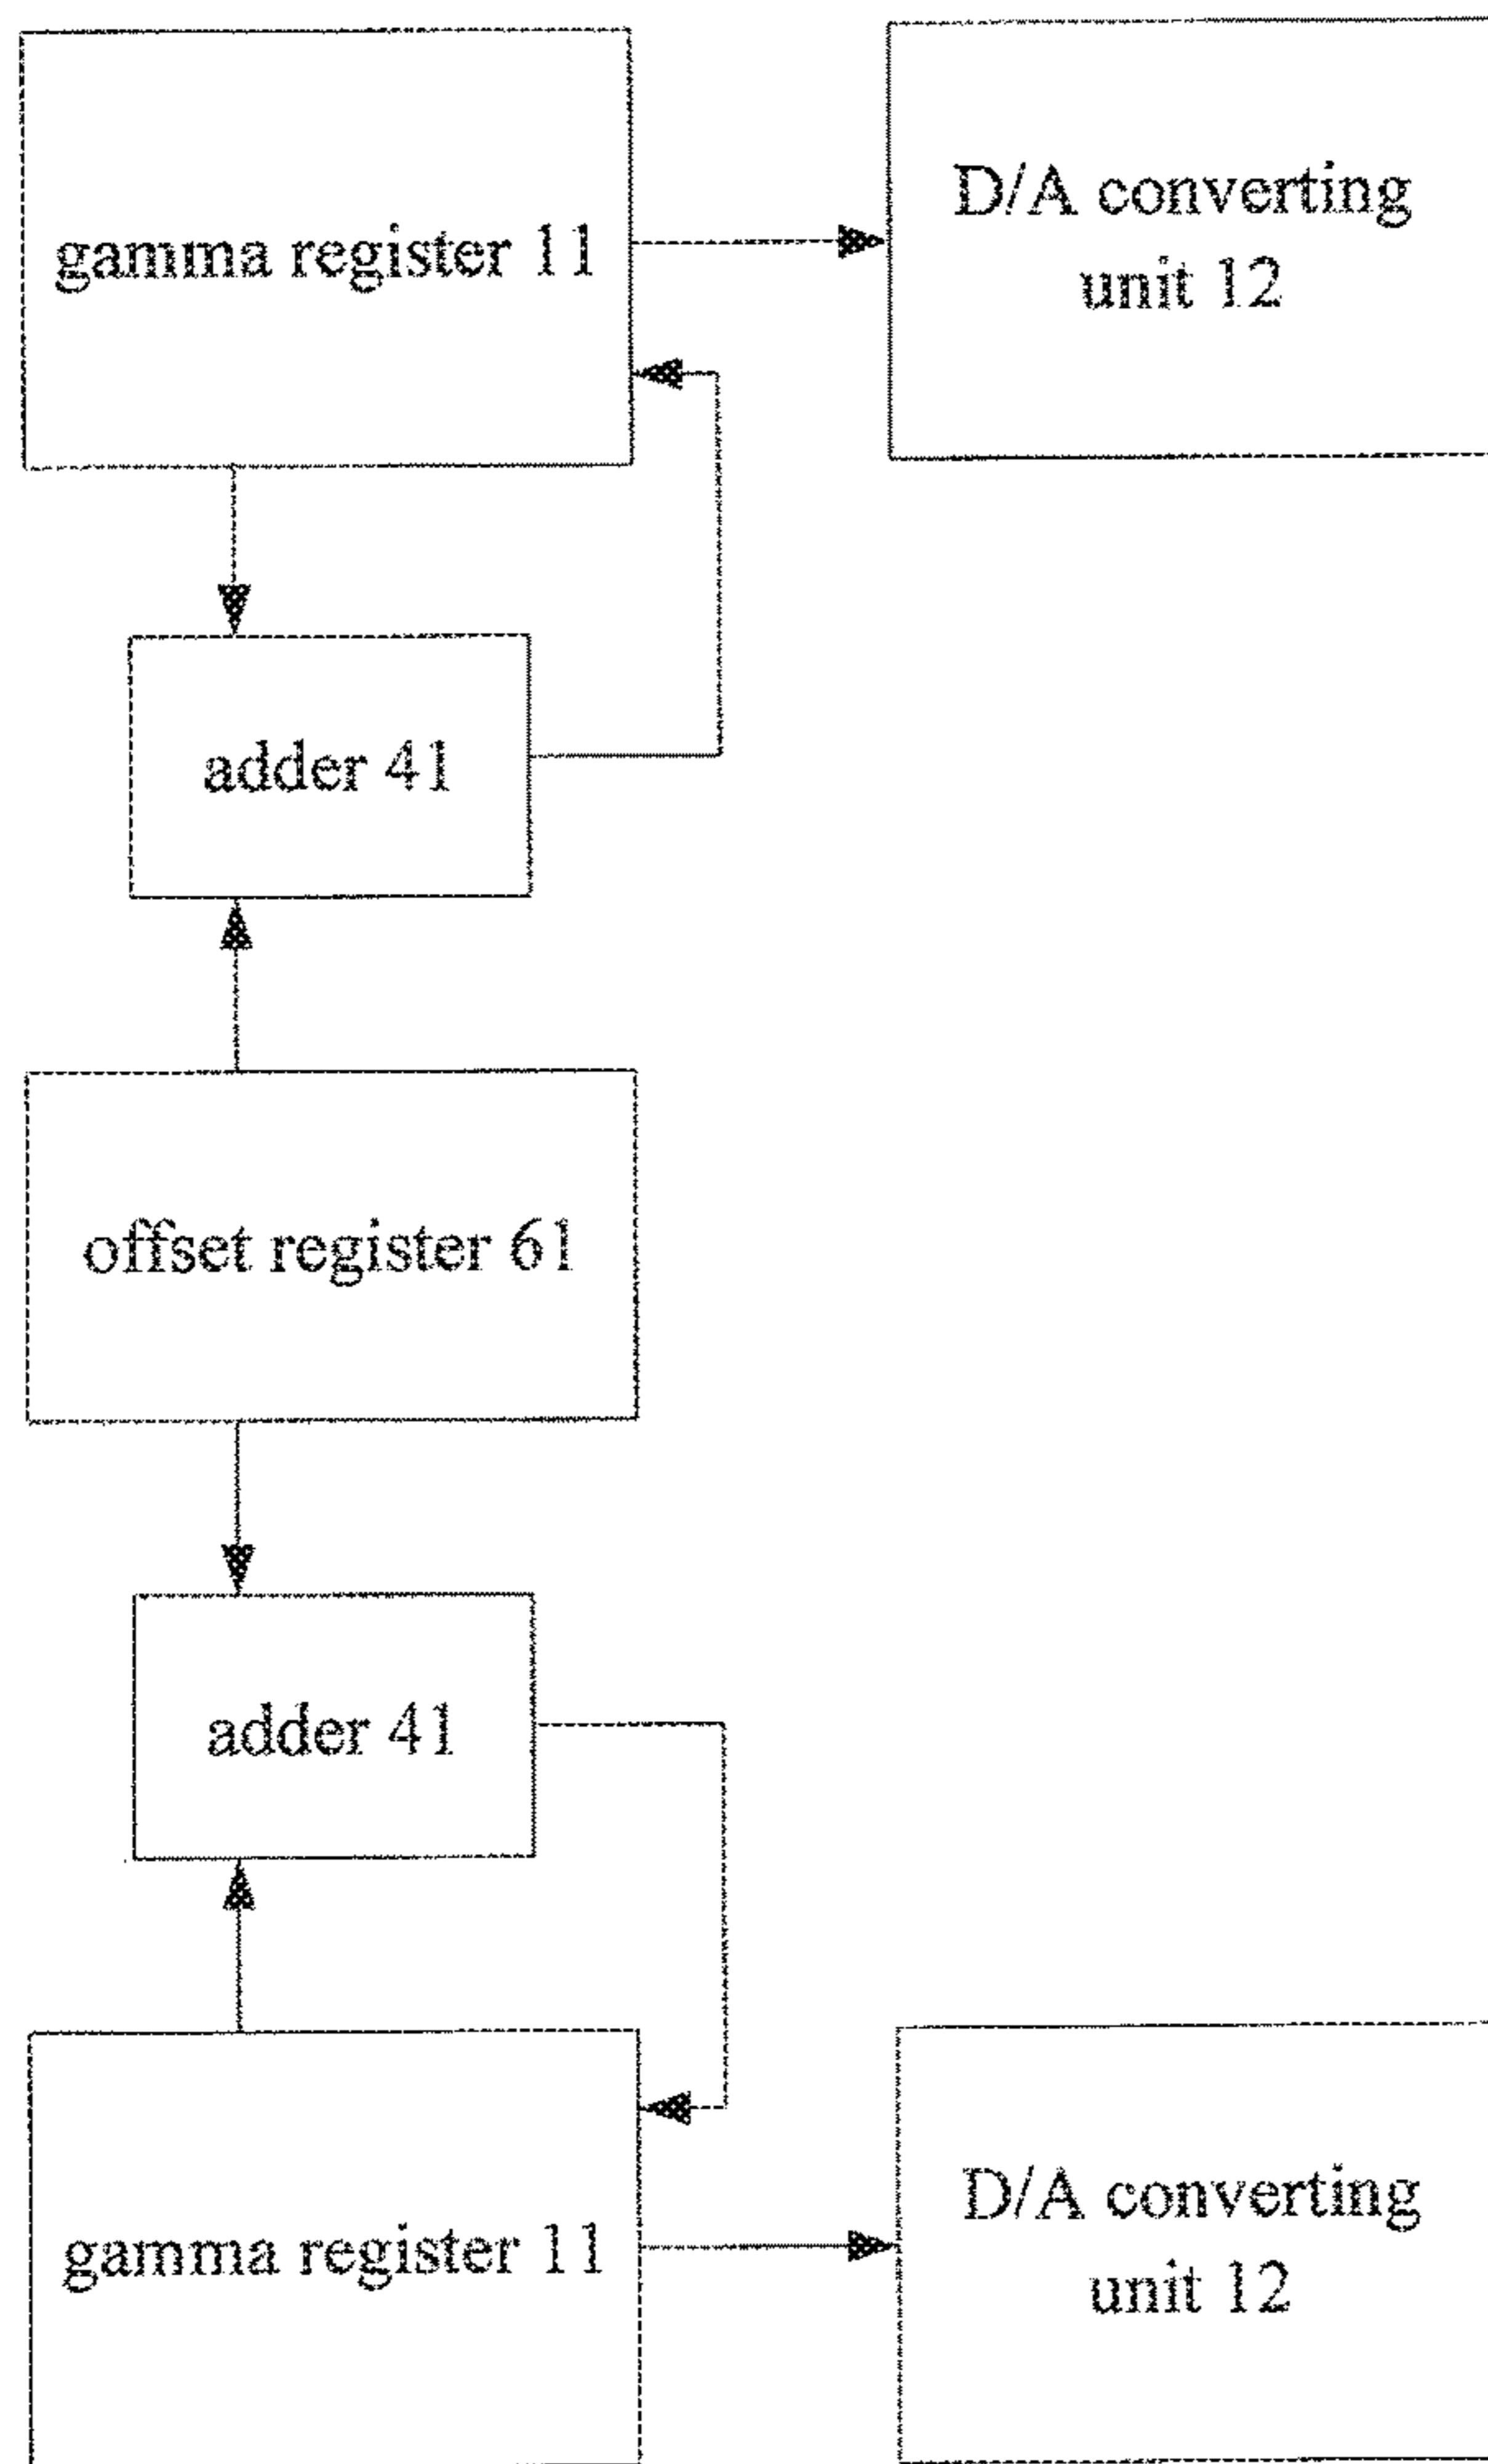 gamma register 11
D/A converting
unit 12
adder 41
offset register 61
adder 41
gamma register 11
D/A converting
unit 12